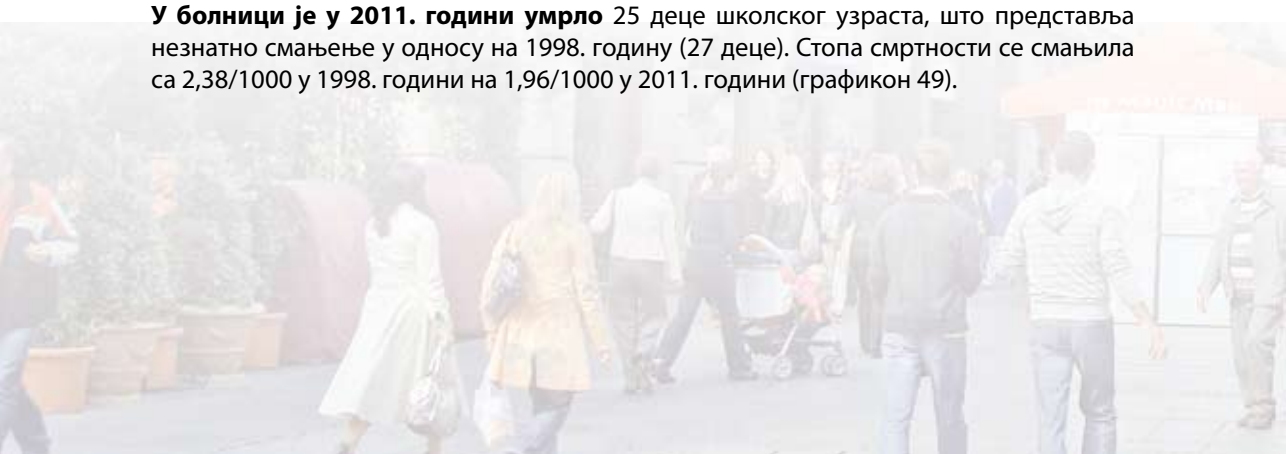 У болници је у 2011. години умрло 25 деце школског узраста, што представља
незнатно смањење у односу на 1998. годину (27 деце). Стопа смртности се смањила
са 2,38/1000 у 1998. години на 1,96/1000 у 2011. години (графикон 49).